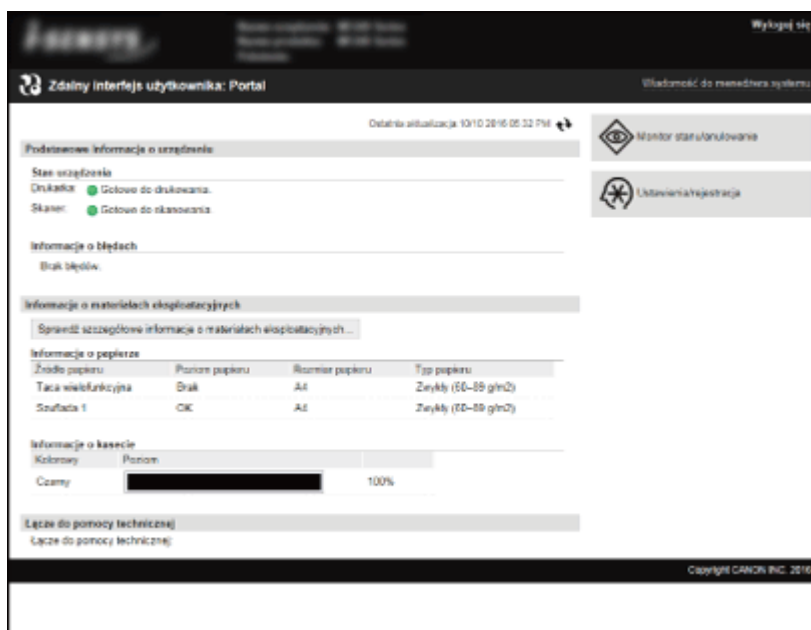 Wyloguj się
Zdalny interfejs użytkownika: Portal
Wiadomość do menedżera systemu
Ostatnia aktualizacja: 10/10 2016 05:32 PM
Podstawowe informacje o urządzeniu
Stan urządzenia
Drukarka: Gotowe do drukowania.
Skaner: Gotowe do skanowania.
Informacje o błędach
Brak błędów.
Monitor stanu/anulowanie
Ustawienia/rejestracja
Informacje o materiałach eksploatacyjnych
Sprawdź szczegółowe informacje o materiałach eksploatacyjnych...
Informacje o papierze
Źródło papieru Poziom papieru Rozmiar papieru Typ papieru
Taca wielofunkcyjna Brak A4 Zwykły (60–89 g/m2)
Szuflada 1 OK A4 Zwykły (60–89 g/m2)
Informacje o kasecie
Kolorowy Poziom
Czarny 100%
Łącze do pomocy technicznej
Łącze do pomocy technicznej:
Copyright CANON INC. 2016